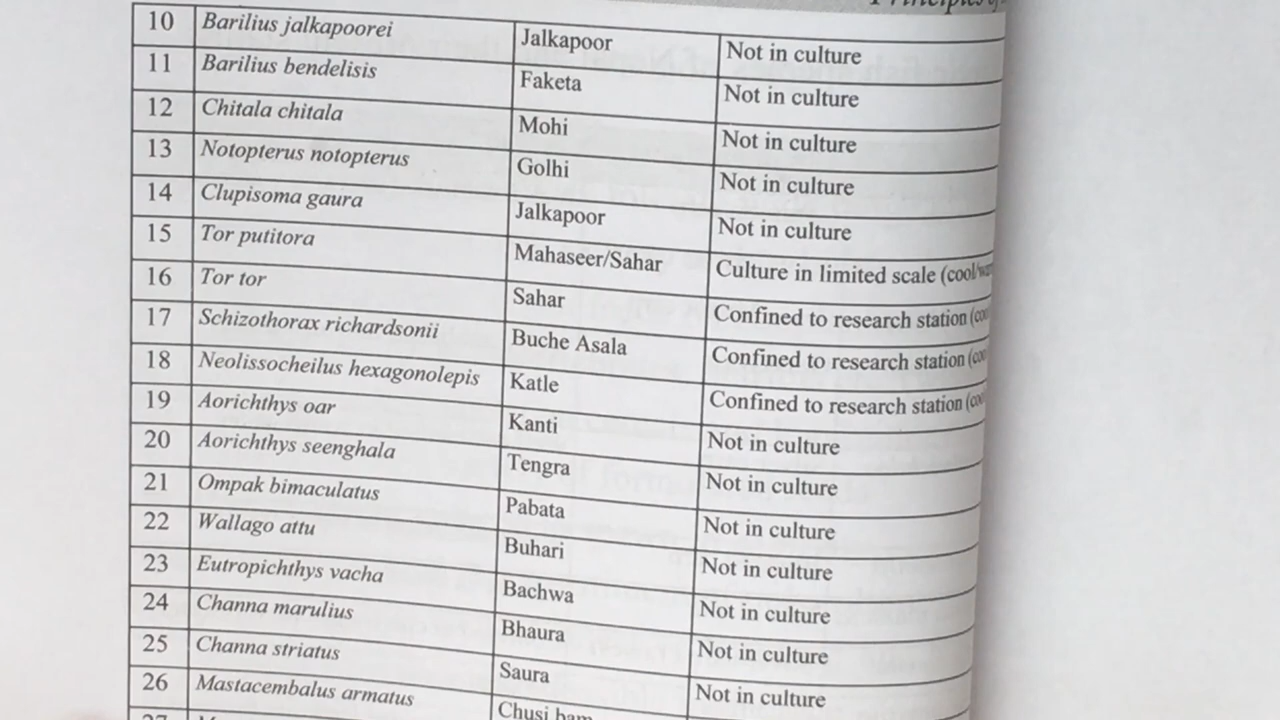 Principles
10 Barilius jalkapoorei Jalkapoor Not in culture
11 Barilius bendelisis Faketa Not in culture
12 Chitala chitala Mohi Not in culture
13 Notopterus notopterus Golhi Not in culture
14 Clupisoma gaura Jalkapoor Not in culture
15 Tor putitora Mahaseer/Sahar Culture in limited scale (cool/
16 Tor tor Sahar Confined to research station
17 Schizothorax richardsonii Buche Asala Confined to research station
18 Neolissocheilus hexagonolepis Katle Confined to research station
19 Aorichthys oar Kanti Not in culture
20 Aorichthys seenghala Tengra Not in culture
21 Ompak bimaculatus Pabata Not in culture
22 Wallago attu Buhari Not in culture
23 Eutropichthys vacha Bachwa Not in culture
24 Channa marulius Bhaura Not in culture
25 Channa striatus Saura Not in culture
26 Mastacembalus armatus Chusi bam